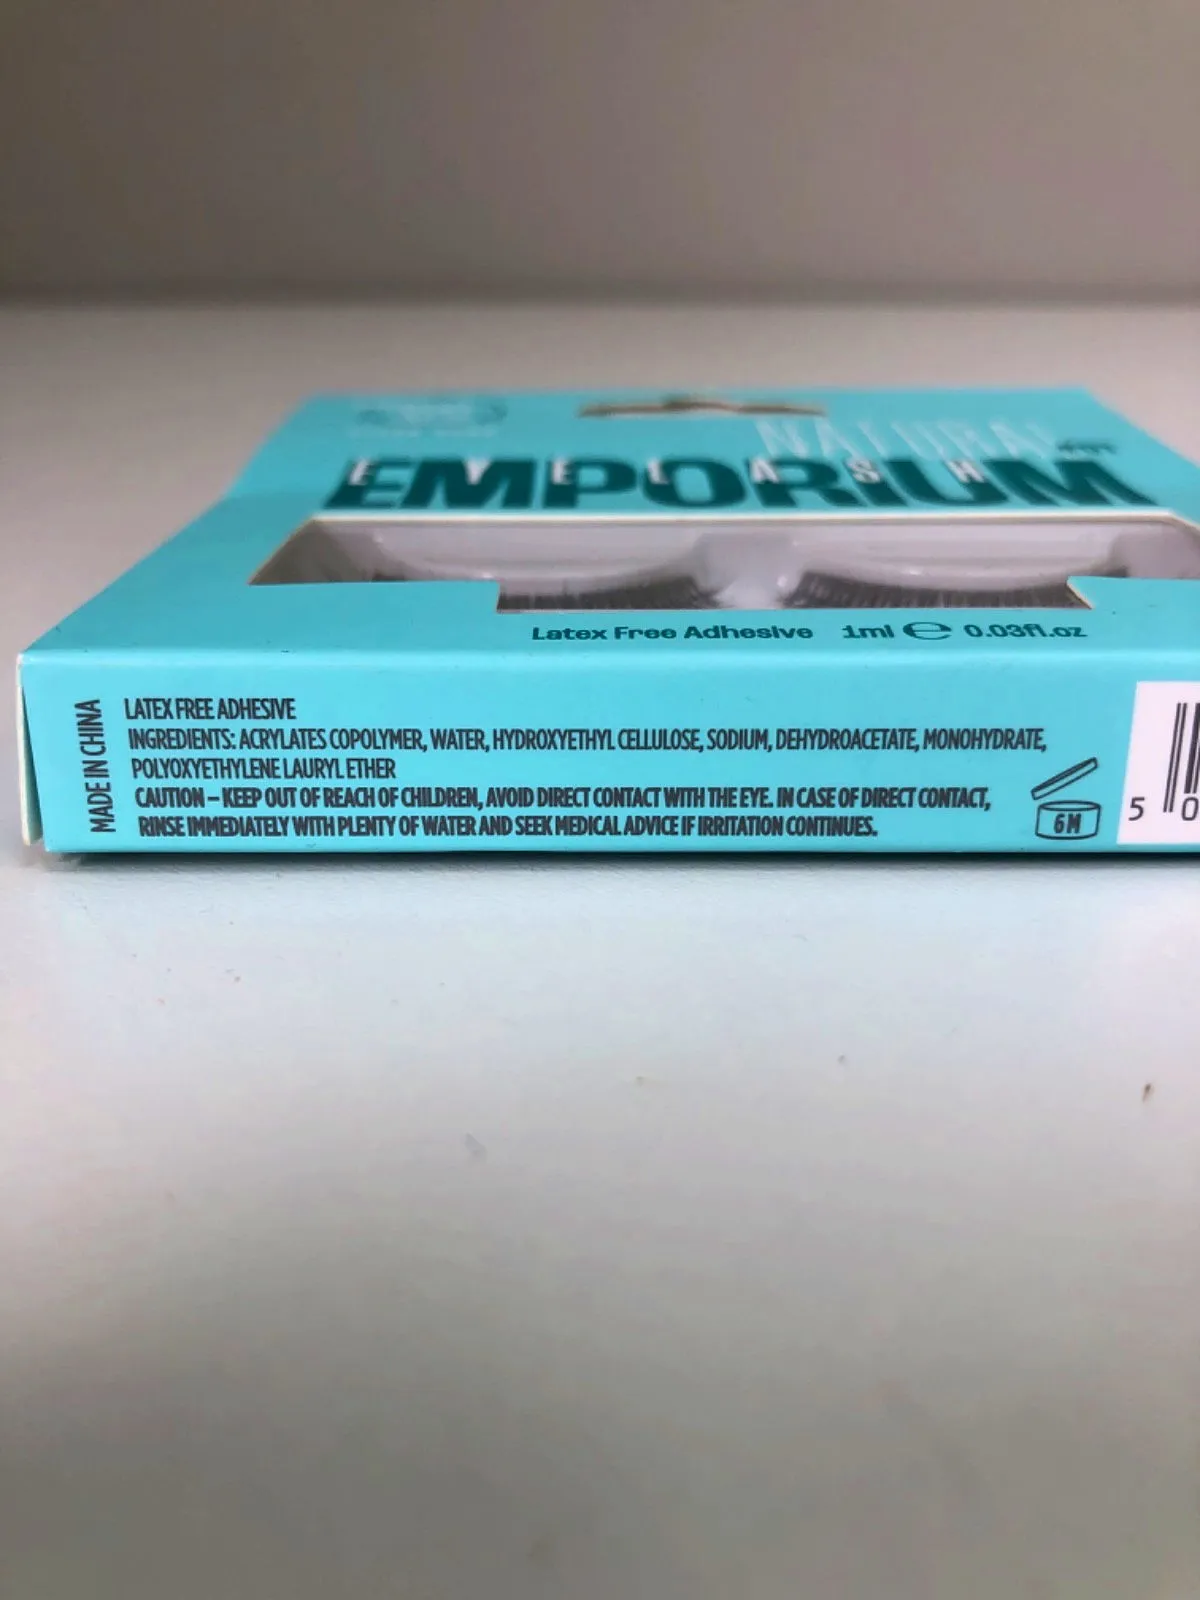 NATURAL
EYELASH
EMPORIUM
Latex Free Adhesive 1ml ℮ 0.03fl.oz
MADE IN CHINA
LATEX FREE ADHESIVE
INGREDIENTS: ACRYLATES COPOLYMER, WATER, HYDROXYETHYL CELLULOSE, SODIUM, DEHYDROACETATE, MONOHYDRATE,
POLYOXYETHYLENE LAURYL ETHER
CAUTION – KEEP OUT OF REACH OF CHILDREN, AVOID DIRECT CONTACT WITH THE EYE. IN CASE OF DIRECT CONTACT,
RINSE IMMEDIATELY WITH PLENTY OF WATER AND SEEK MEDICAL ADVICE IF IRRITATION CONTINUES.
6M
5 0